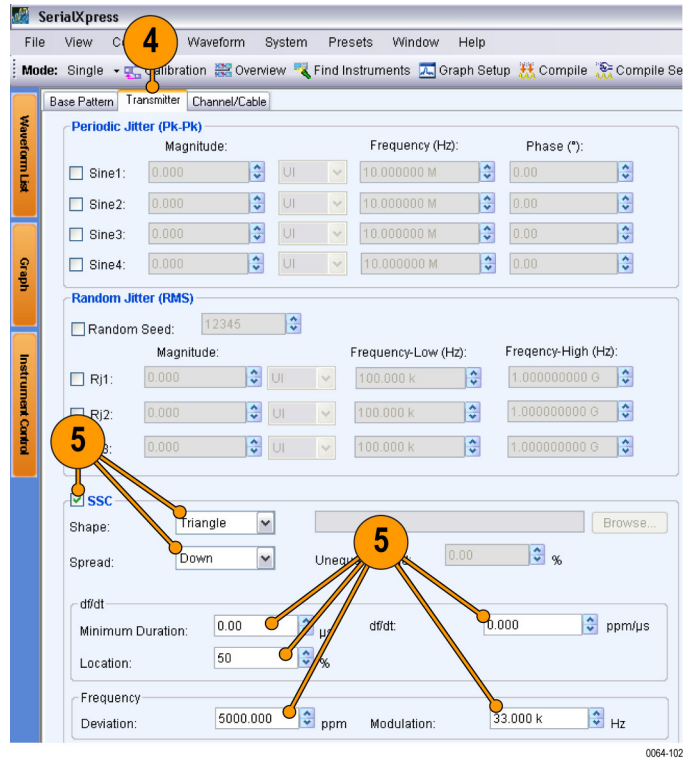 SerialXpress
File View Waveform System Presets Window Help
4
Mode: Single Calibration Overview Find Instruments Graph Setup Compile Compile Se
Base Pattern Transmitter Channel/Cable
Waveform List
Graph
Instrument Control
Periodic Jitter (Pk-Pk)
Magnitude: Frequency (Hz): Phase (°):
Sine1: 0.000 UI 10.000000 M 0.00
Sine2: 0.000 UI 10.000000 M 0.00
Sine3: 0.000 UI 10.000000 M 0.00
Sine4: 0.000 UI 10.000000 M 0.00
Random Jitter (RMS)
Random Seed: 12345
Magnitude: Frequency-Low (Hz): Freqency-High (Hz):
Rj1: 0.000 UI 100.000 k 1.000000000 G
Rj2: 0.000 UI 100.000 k 1.000000000 G
3: 0.000 UI 100.000 k 1.000000000 G
5
SSC
Shape: Triangle Browse...
5
Spread: Down 0.00 %
df/dt
Minimum Duration: 0.00 µs df/dt: 0.000 ppm/µs
Location: 50 %
Frequency
Deviation: 5000.000 ppm Modulation: 33.000 k Hz
0064-102